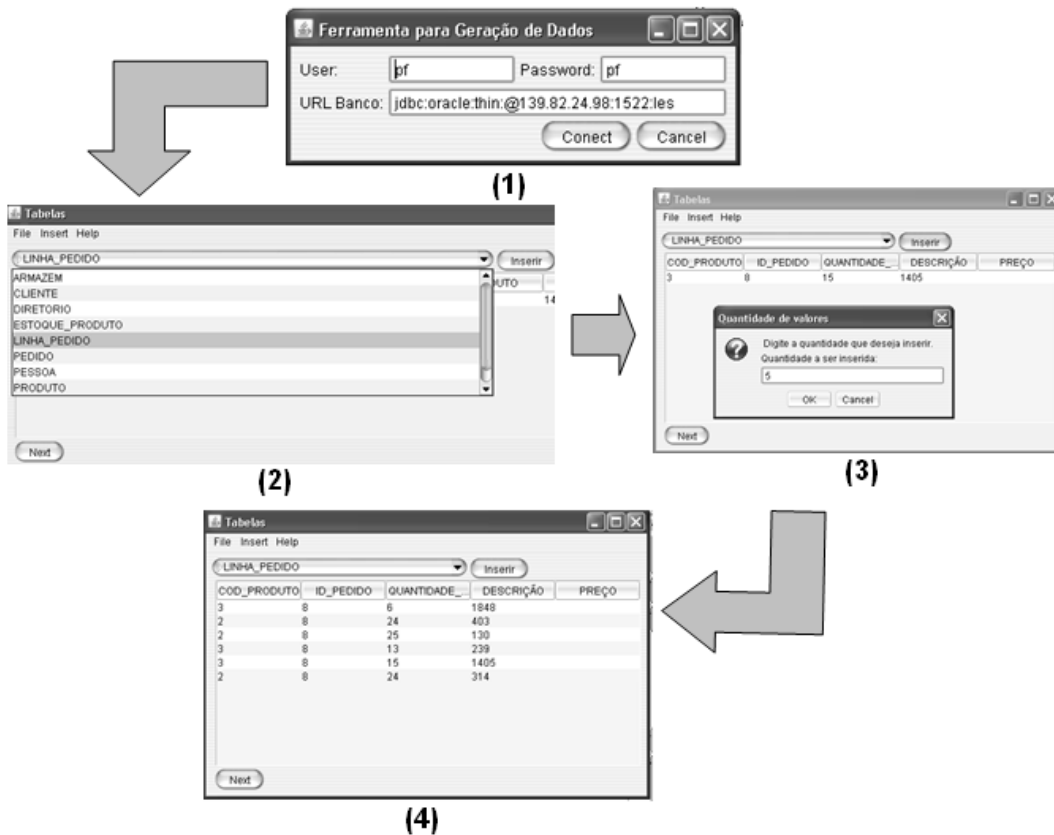 Ferramenta para Geração de Dados
User: pf Password: pf
URL Banco: jdbc:oracle:thin:@139.82.24.98:1522:les
Conect Cancel
(1)
Tabelas
File Insert Help
LINHA_PEDIDO Inserir
ARMAZEM
CLIENTE
DIRETORIO
ESTOQUE_PRODUTO
LINHA_PEDIDO
PEDIDO
PESSOA
PRODUTO
UTO
14
Next
(2)
Tabelas
File Insert Help
LINHA_PEDIDO Inserir
COD_PRODUTO ID_PEDIDO QUANTIDADE_... DESCRIÇÃO PREÇO
3 8 15 1405
Quantidade de valores
Digite a quantidade que deseja inserir.
Quantidade a ser inserida:
5
OK Cancel
Next
(3)
Tabelas
File Insert Help
LINHA_PEDIDO Inserir
COD_PRODUTO ID_PEDIDO QUANTIDADE_... DESCRIÇÃO PREÇO
3 8 6 1848
2 8 24 403
2 8 25 130
3 8 13 239
3 8 15 1405
2 8 24 314
Next
(4)